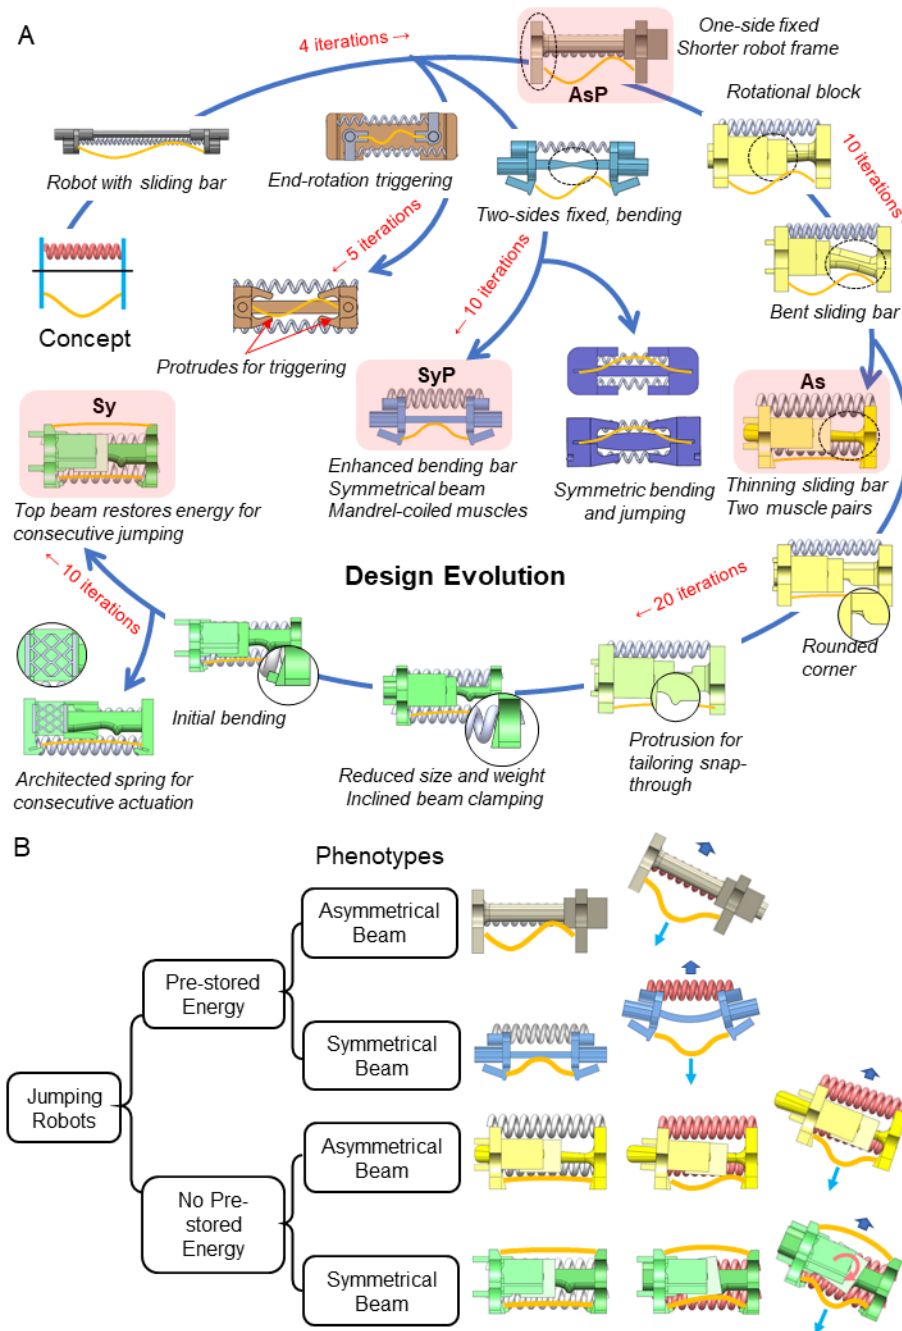 A
4 iterations →
One-side fixed
Shorter robot frame
AsP
Rotational block
10 iterations →
Robot with sliding bar
End-rotation triggering
Two-sides fixed, bending
← 5 iterations
← 10 iterations
Bent sliding bar
Concept
Protrudes for triggering
SyP
As
Sy
Enhanced bending bar
Symmetrical beam
Mandrel-coiled muscles
Symmetric bending
and jumping
Thinning sliding bar
Two muscle pairs
Top beam restores energy for
consecutive jumping
← 10 iterations
Design Evolution
← 20 iterations
Rounded
corner
Initial bending
Protrusion for
tailoring snap-
through
Reduced size and weight
Inclined beam clamping
Architected spring for
consecutive actuation
B
Phenotypes
Asymmetrical
Beam
Pre-stored
Energy
Symmetrical
Beam
Jumping
Robots
Asymmetrical
Beam
No Pre-
stored
Energy
Symmetrical
Beam